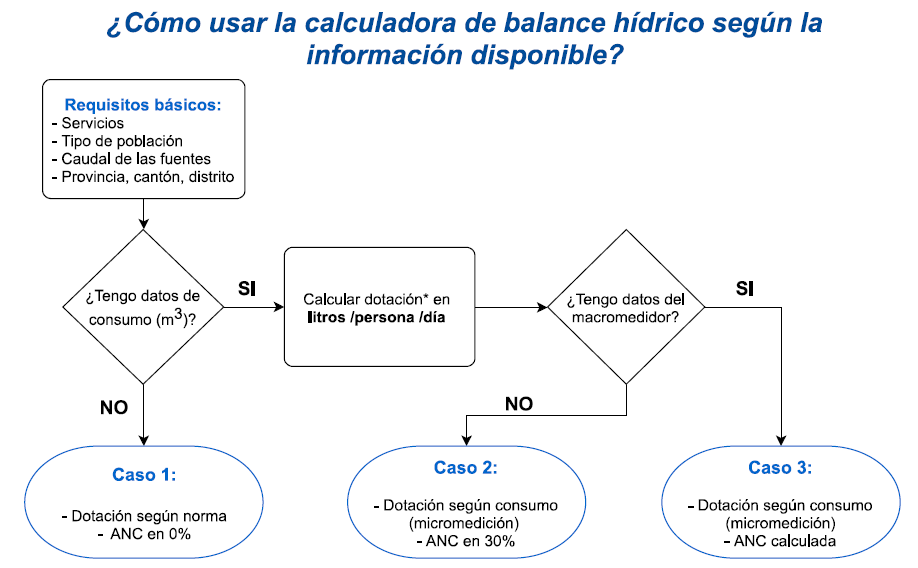 ¿Cómo usar la calculadora de balance hídrico según la
información disponible?
Requisitos básicos:
- Servicios
- Tipo de población
- Caudal de las fuentes
- Provincia, cantón, distrito
¿Tengo datos de
consumo (m³)?
SI
Calcular dotación* en
litros /persona /día
¿Tengo datos del
macromedidor?
SI
NO
NO
Caso 1:
- Dotación según norma
- ANC en 0%
Caso 2:
- Dotación según consumo
(micromedición)
- ANC en 30%
Caso 3:
- Dotación según consumo
(micromedición)
- ANC calculada